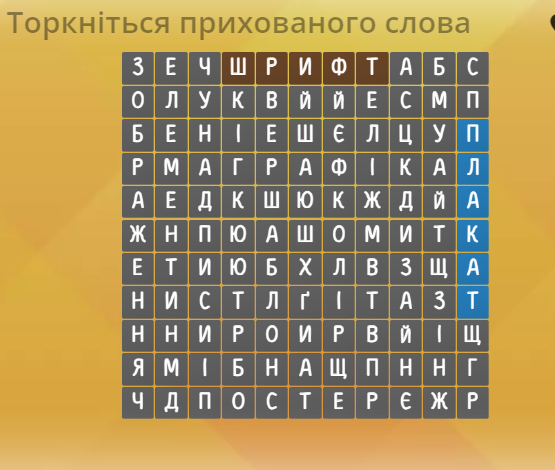 Торкніться прихованого слова
З Е Ч Ш Р И Ф Т А Б С
О Л У К В Й Й Е С М П
Б Е Н І Е Ш Є Л Ц У П
Р М А Г Р А Ф І К А Л
А Е Д К Ш Ю К Ж Д Й А
Ж Н П Ю А Ш О М И Т К
Е Т И Ю Б Х Л В З Щ А
Н И С Т Л Ґ І Т А З Т
Н Н И Р О И Р В Й І Щ
Я М І Б Н А Щ П Н Н Г
Ч Д П О С Т Е Р Є Ж Р